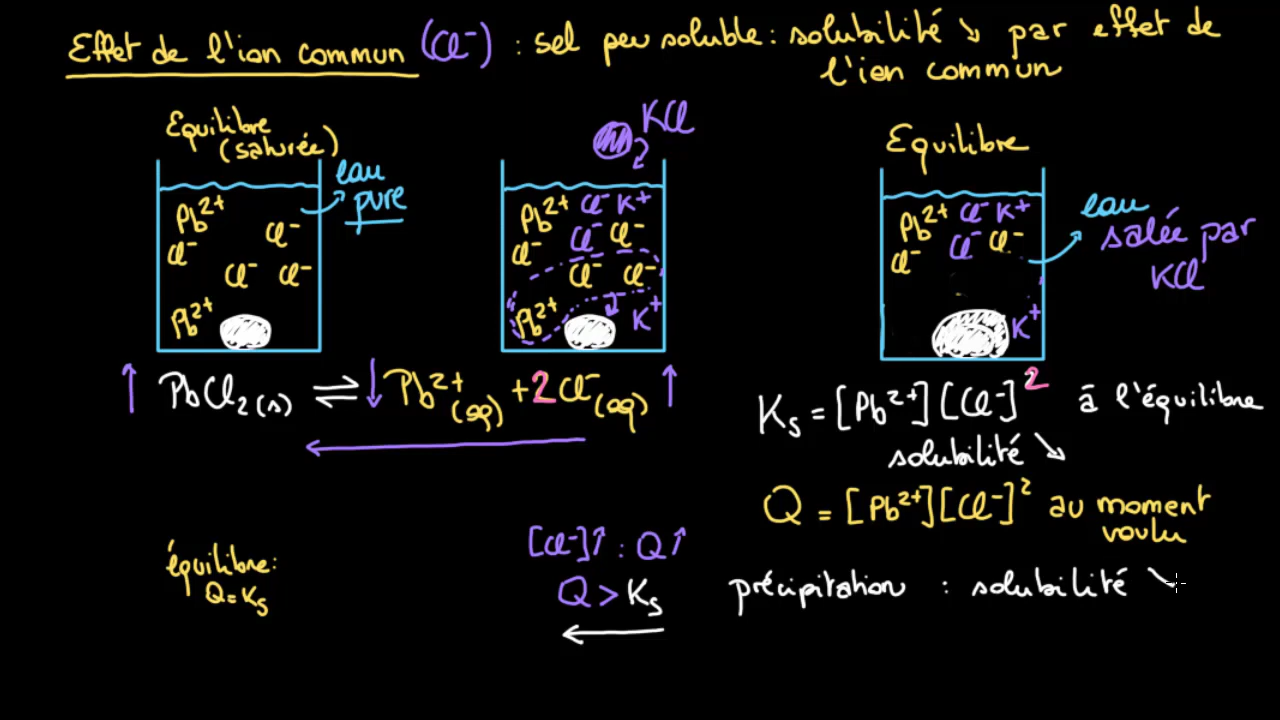 Effet de l'ion commun (Cl⁻) : sel peu soluble : solubilité ↘ par effet de
l'ion commun
Equilibre
(saturée)
eau
pure
Pb²⁺
Cl⁻
Cl⁻
Cl⁻ Cl⁻
Pb²⁺
KCl
Pb²⁺ Cl⁻ K⁺
Cl⁻ Cl⁻
Cl⁻
Cl⁻ Cl⁻
Pb²⁺
K⁺
Equilibre
Pb²⁺ Cl⁻ K⁺
Cl⁻ Cl⁻
Cl⁻
K⁺
eau
salée par
KCl
↑ PbCl₂(s) ⇌ ↓ Pb²⁺(aq) + 2Cl⁻(aq) ↑
Ks = [Pb²⁺][Cl⁻]² à l'équilibre
solubilité ↘
Q = [Pb²⁺][Cl⁻]² au moment
voulu
équilibre:
Q = Ks
[Cl⁻]↑ : Q↑
Q > Ks
←
précipitation : solubilité ↘